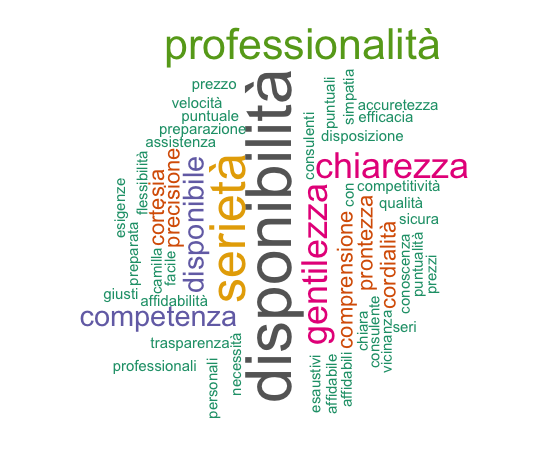 professionalità
prezzo
velocità
puntuale
preparazione
assistenza
disponibilità
consulenti
puntuali
simpatia
accuretezza
efficacia
disposizione
chiarezza
esigenze
flessibilità
cortesia
precisione
disponibile
serietà
gentilezza
con
competitività
qualità
sicura
preparata
camilla
facile
comprensione
prontezza
cordialità
conoscenza
puntualità
prezzi
giusti
affidabilità
competenza
trasparenza
necessità
professionali
personali
esaustivi
affidabile
affidabili
chiara
consulente
vicinanza
seri